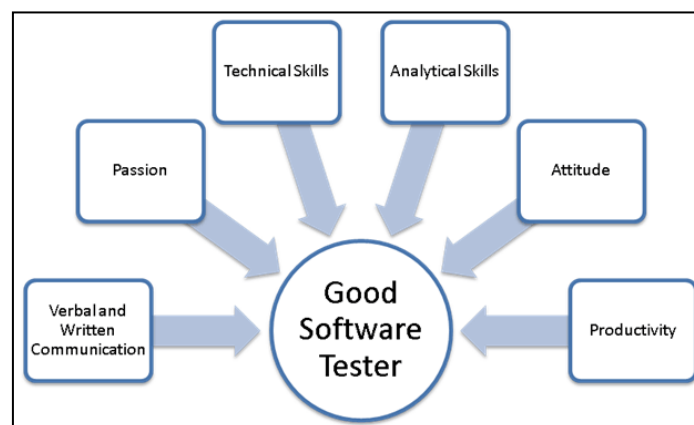 Technical Skills
Analytical Skills
Passion
Attitude
Verbal and
Written
Communication
Good
Software
Tester
Productivity